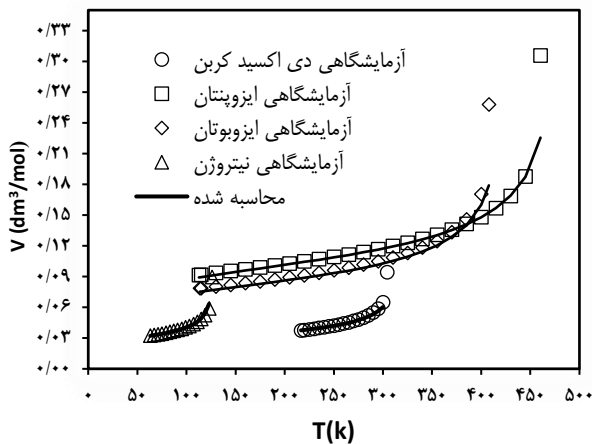 ۰/۳۳
۰/۳۰
۰/۲۷
۰/۲۴
۰/۲۱
۰/۱۸
۰/۱۵
۰/۱۲
۰/۰۹
۰/۰۶
۰/۰۳
۰/۰۰
V (dm³/mol)
آزمایشگاهی دی اکسید کربن
آزمایشگاهی ایزوپنتان
آزمایشگاهی ایزوبوتان
آزمایشگاهی نیتروژن
محاسبه شده
۰ ۵۰ ۱۰۰ ۱۵۰ ۲۰۰ ۲۵۰ ۳۰۰ ۳۵۰ ۴۰۰ ۴۵۰ ۵۰۰
T(k)